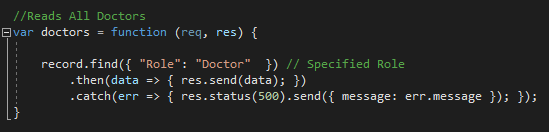 //Reads All Doctors
var doctors = function (req, res) {
record.find({ "Role": "Doctor"  }) // Specified Role
.then(data => { res.send(data); })
.catch(err => { res.status(500).send({ message: err.message }); });
}